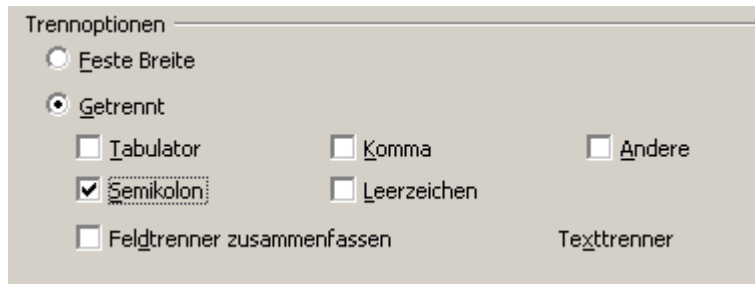 Trennoptionen
Feste Breite
Getrennt
Tabulator Komma Andere
Semikolon Leerzeichen
Feldtrenner zusammenfassen Texttrenner